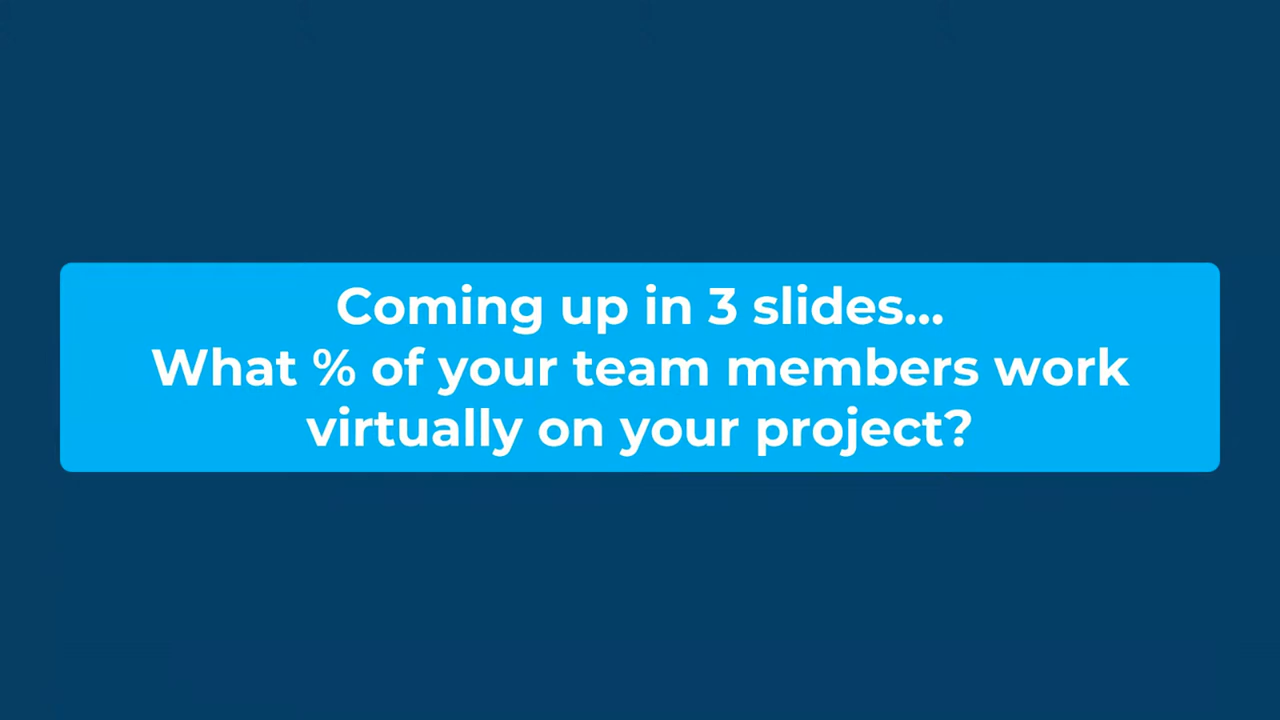 Coming up in 3 slides...
What % of your team members work
virtually on your project?